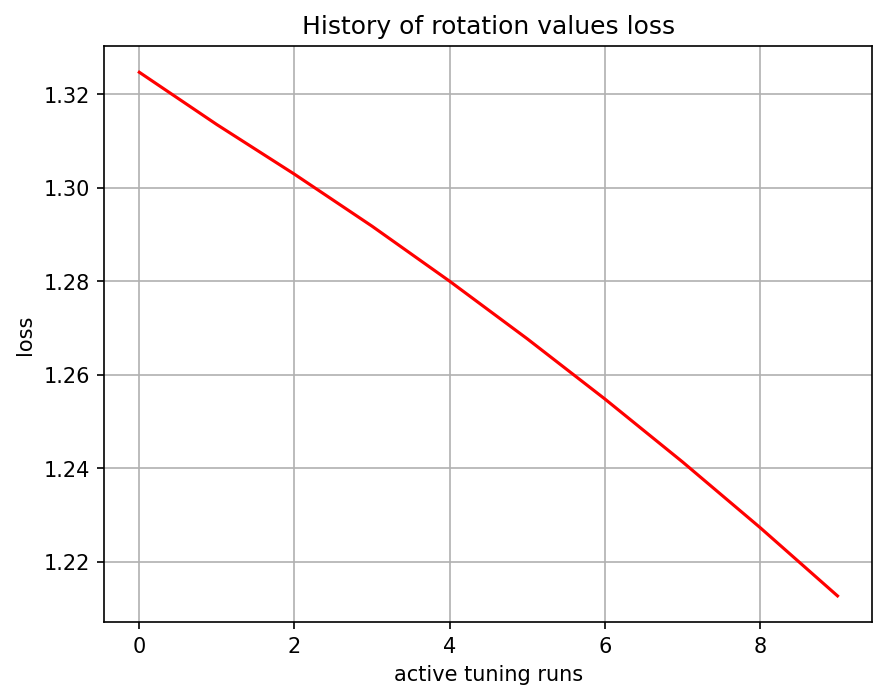 History of rotation values loss
1.32
1.30
1.28
1.26
1.24
1.22
loss
0 2 4 6 8
active tuning runs